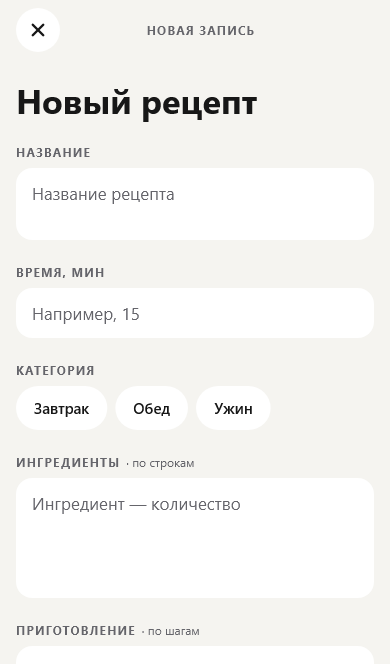 НОВАЯ ЗАПИСЬ
Новый рецепт
НАЗВАНИЕ
Название рецепта
ВРЕМЯ, МИН
Например, 15
КАТЕГОРИЯ
Завтрак Обед Ужин
ИНГРЕДИЕНТЫ · по строкам
Ингредиент — количество
ПРИГОТОВЛЕНИЕ · по шагам